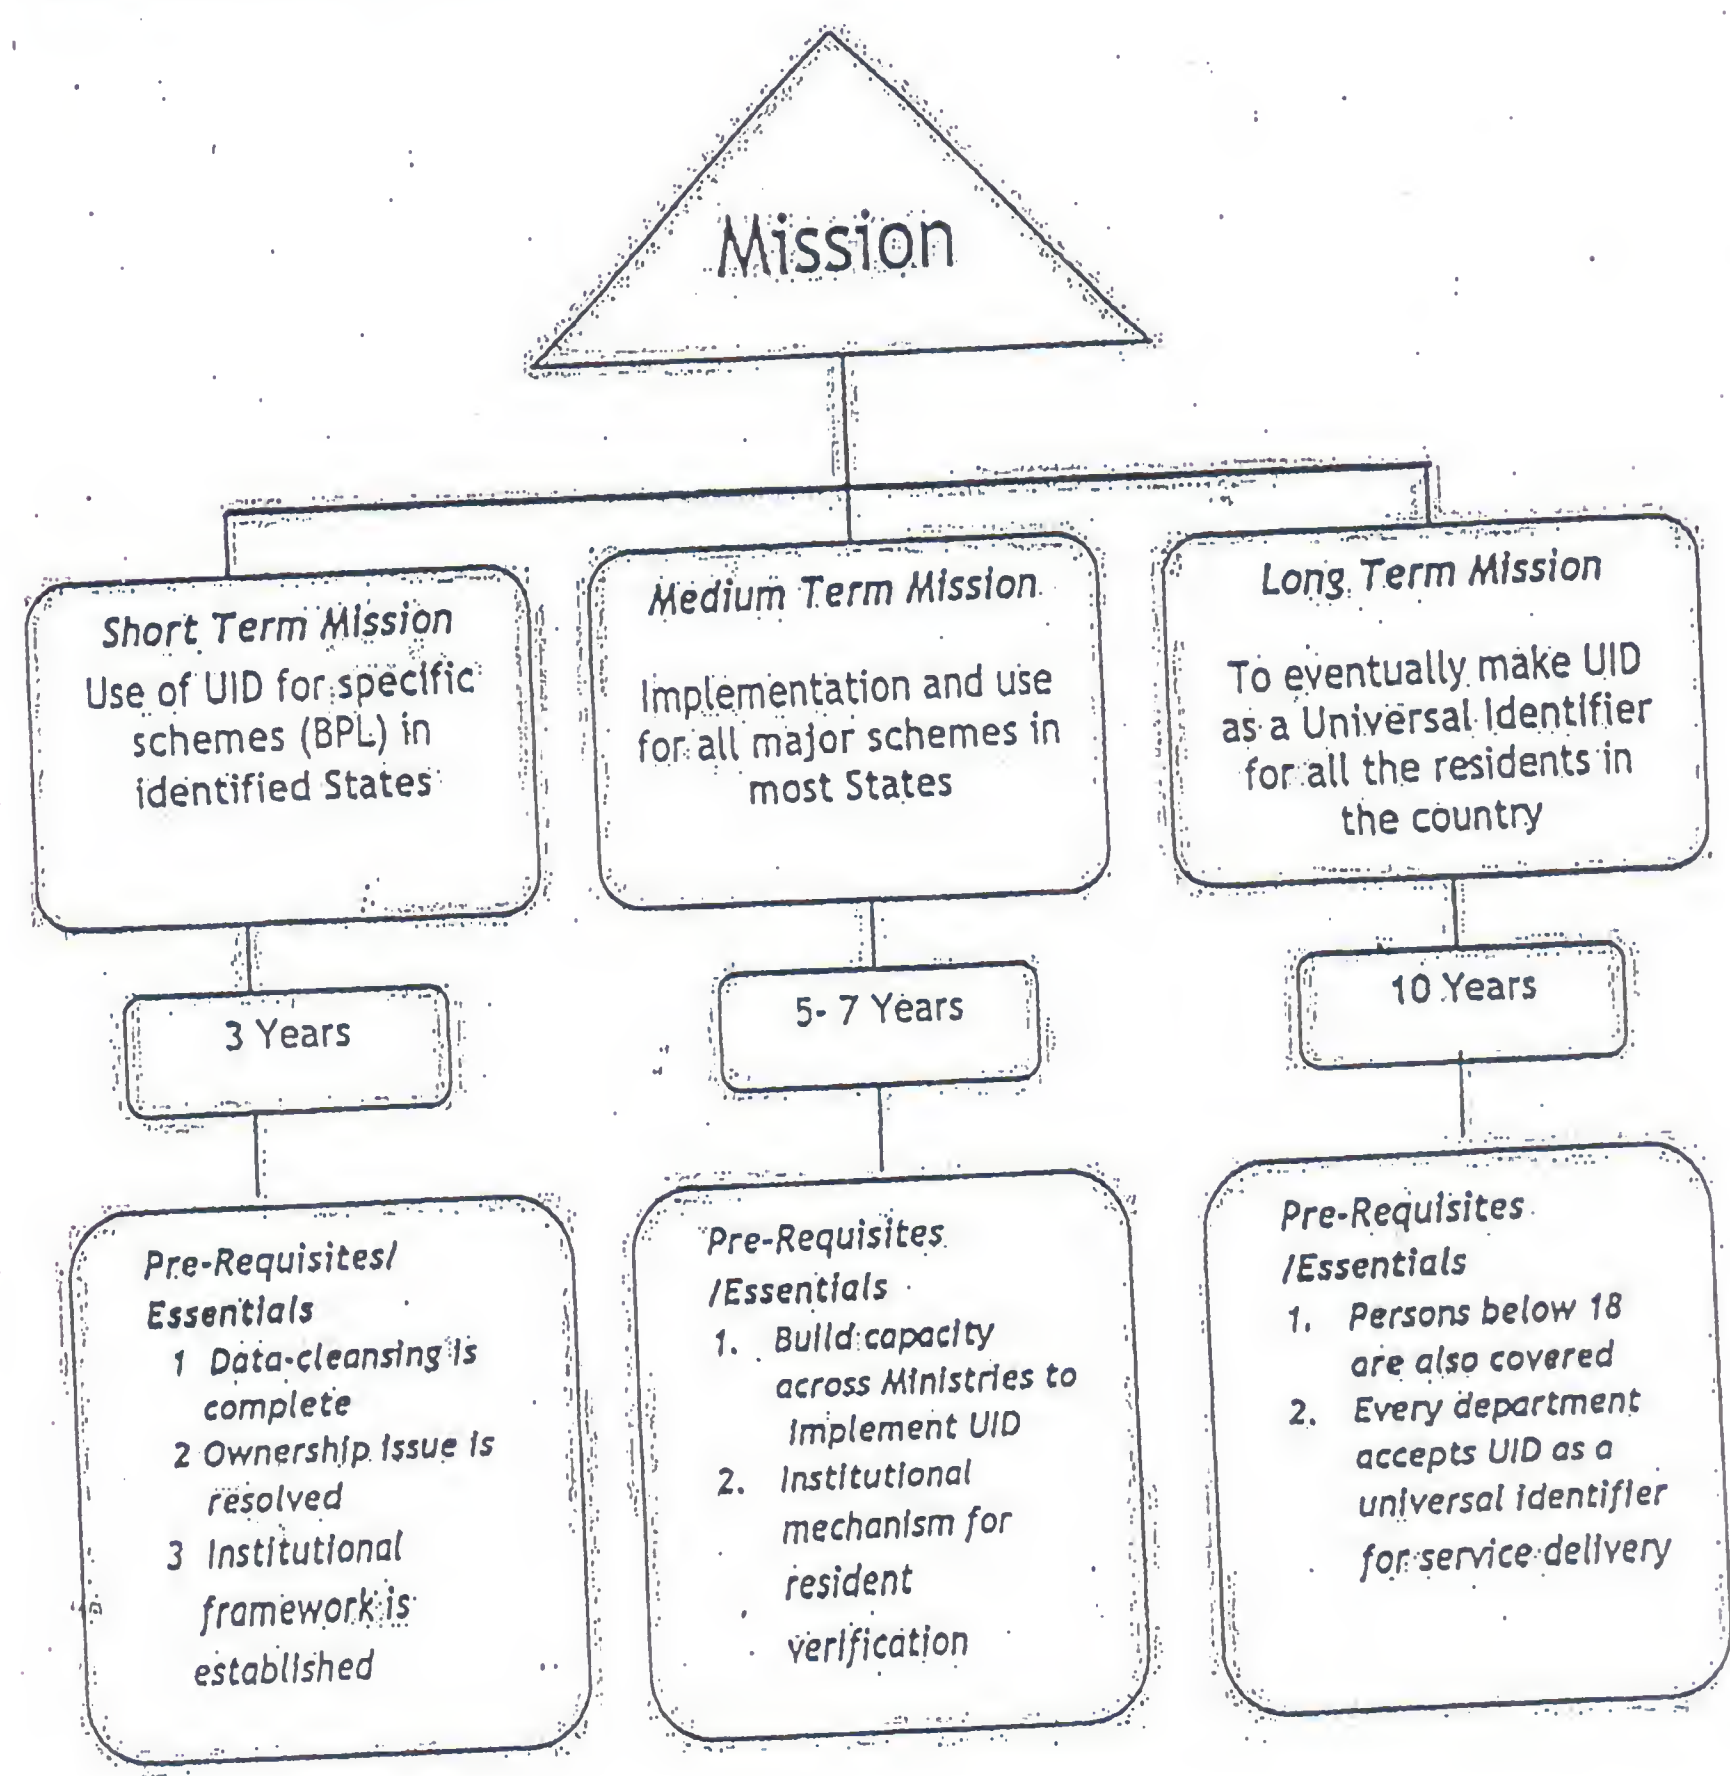 Mission
Short Term Mission
Use of UID for specific
schemes (BPL) in
identified States
Medium Term Mission
Implementation and use
for all major schemes in
most States
Long Term Mission
To eventually make UID
as a Universal Identifier
for all the residents in
the country
3 Years
5- 7 Years
10 Years
Pre-Requisites/
Essentials
1 Data-cleansing is
complete
2 Ownership issue is
resolved
3 Institutional
framework is
established
Pre-Requisites
/Essentials
1. Build capacity
across Ministries to
Implement UID
2. Institutional
mechanism for
resident
verification
Pre-Requisites
/Essentials
1. Persons below 18
are also covered
2. Every department
accepts UID as a
universal identifier
for service delivery